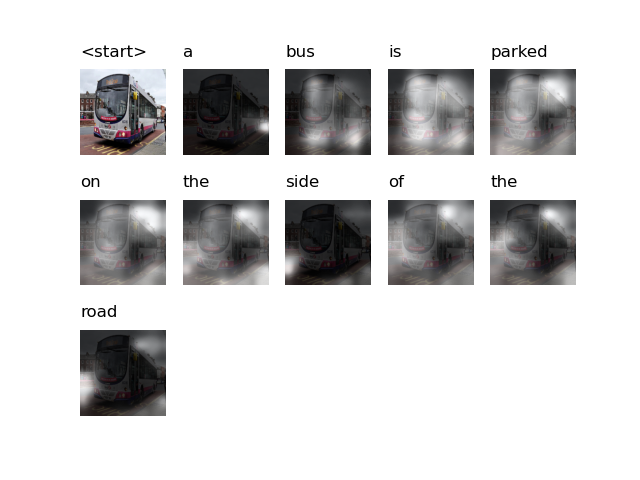 <start> a bus is parked
on the side of the
road